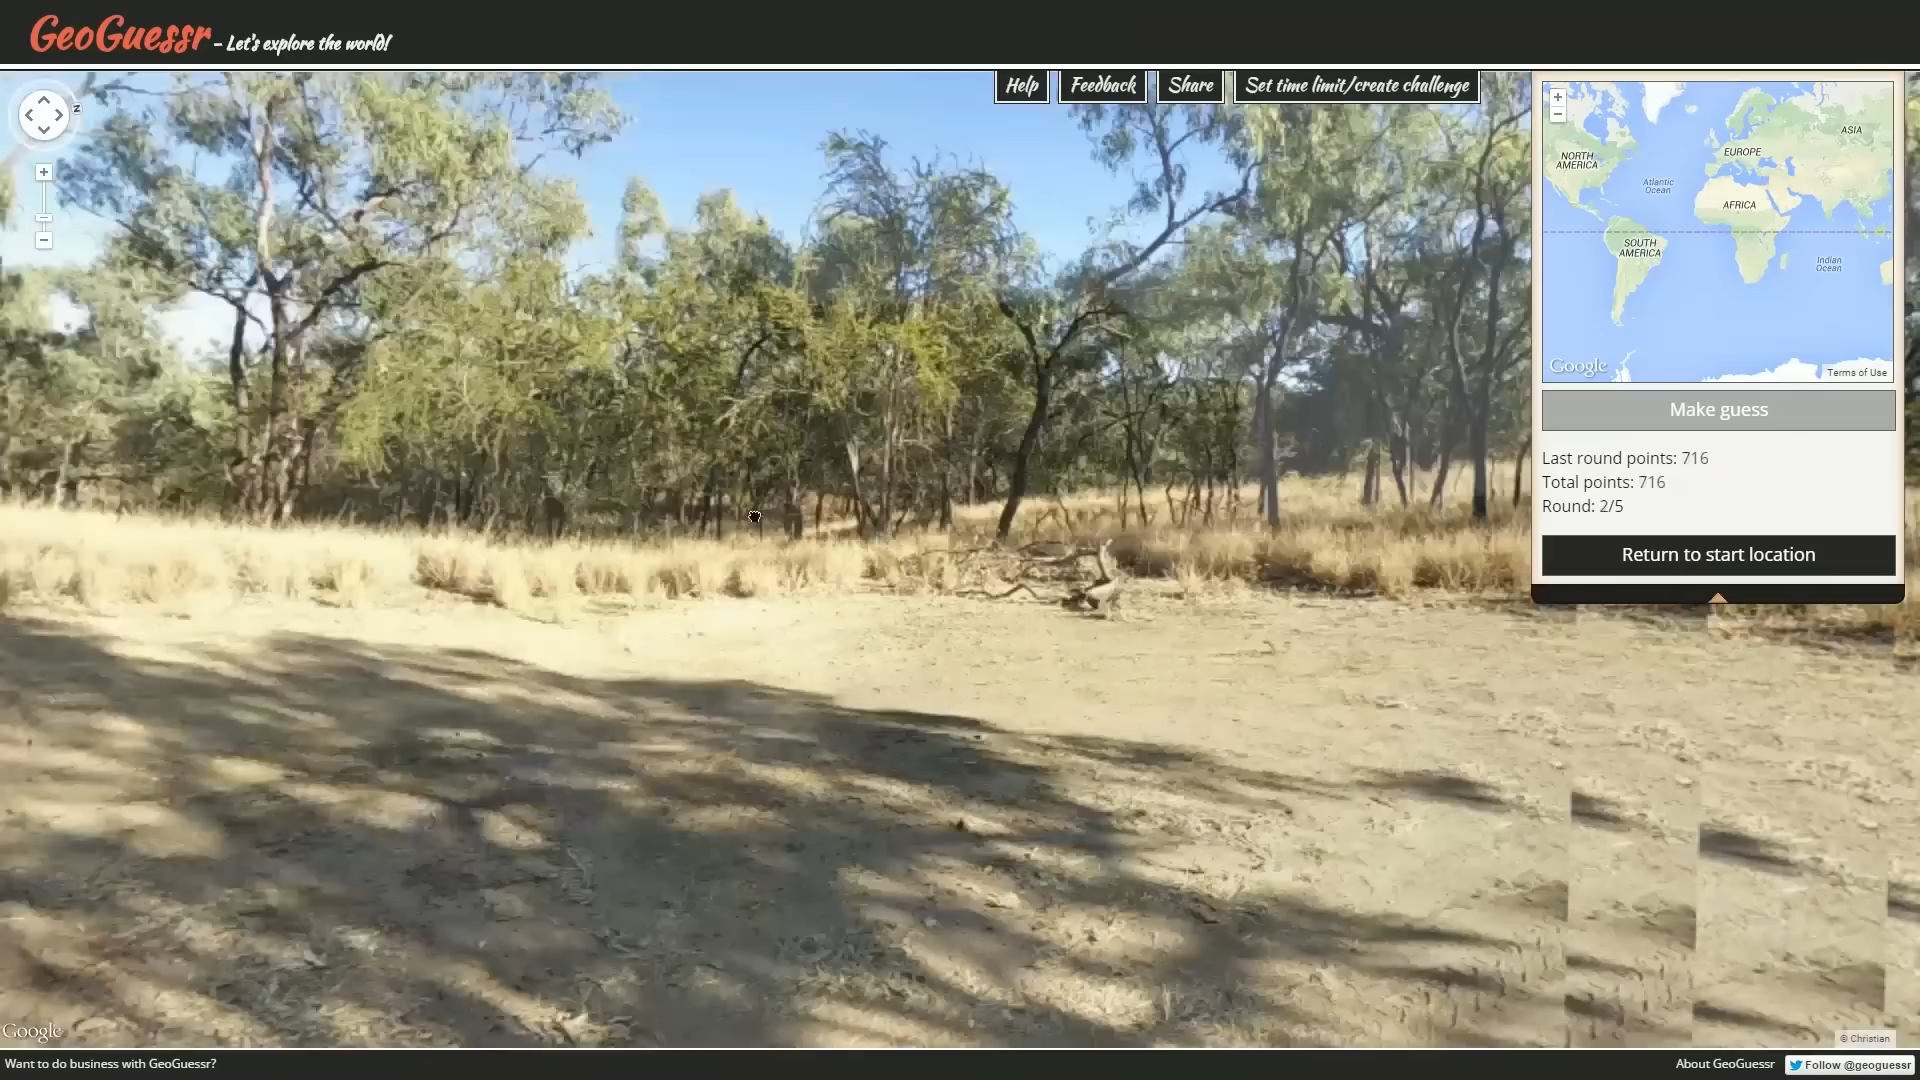 GeoGuessr – Let's explore the world!
Help
Feedback
Share
Set time limit/create challenge
N
NORTH AMERICA
EUROPE
ASIA
Atlantic Ocean
AFRICA
SOUTH AMERICA
Indian Ocean
Google
Terms of Use
Make guess
Last round points: 716
Total points: 716
Round: 2/5
Return to start location
Google
© Christian
Want to do business with GeoGuessr?
About GeoGuessr
Follow @geoguessr